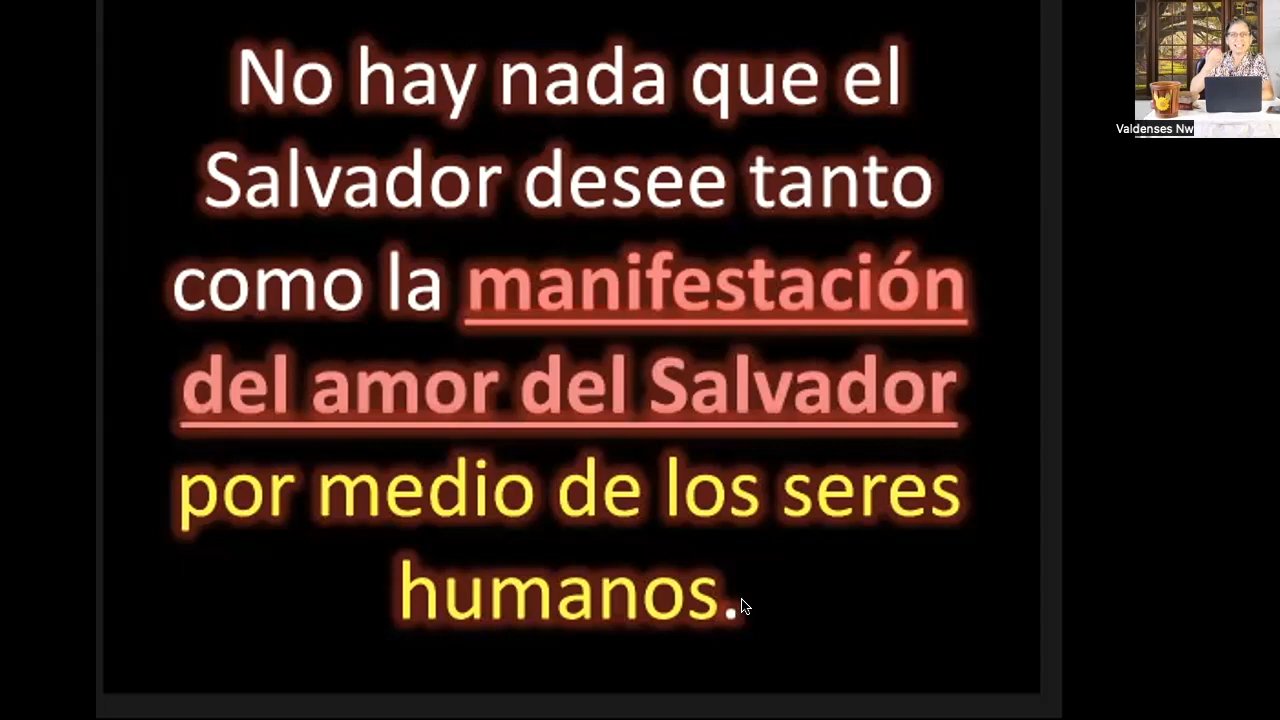 No hay nada que el
Salvador desee tanto
como la manifestación
del amor del Salvador
por medio de los seres
humanos.
Valdenses Nw